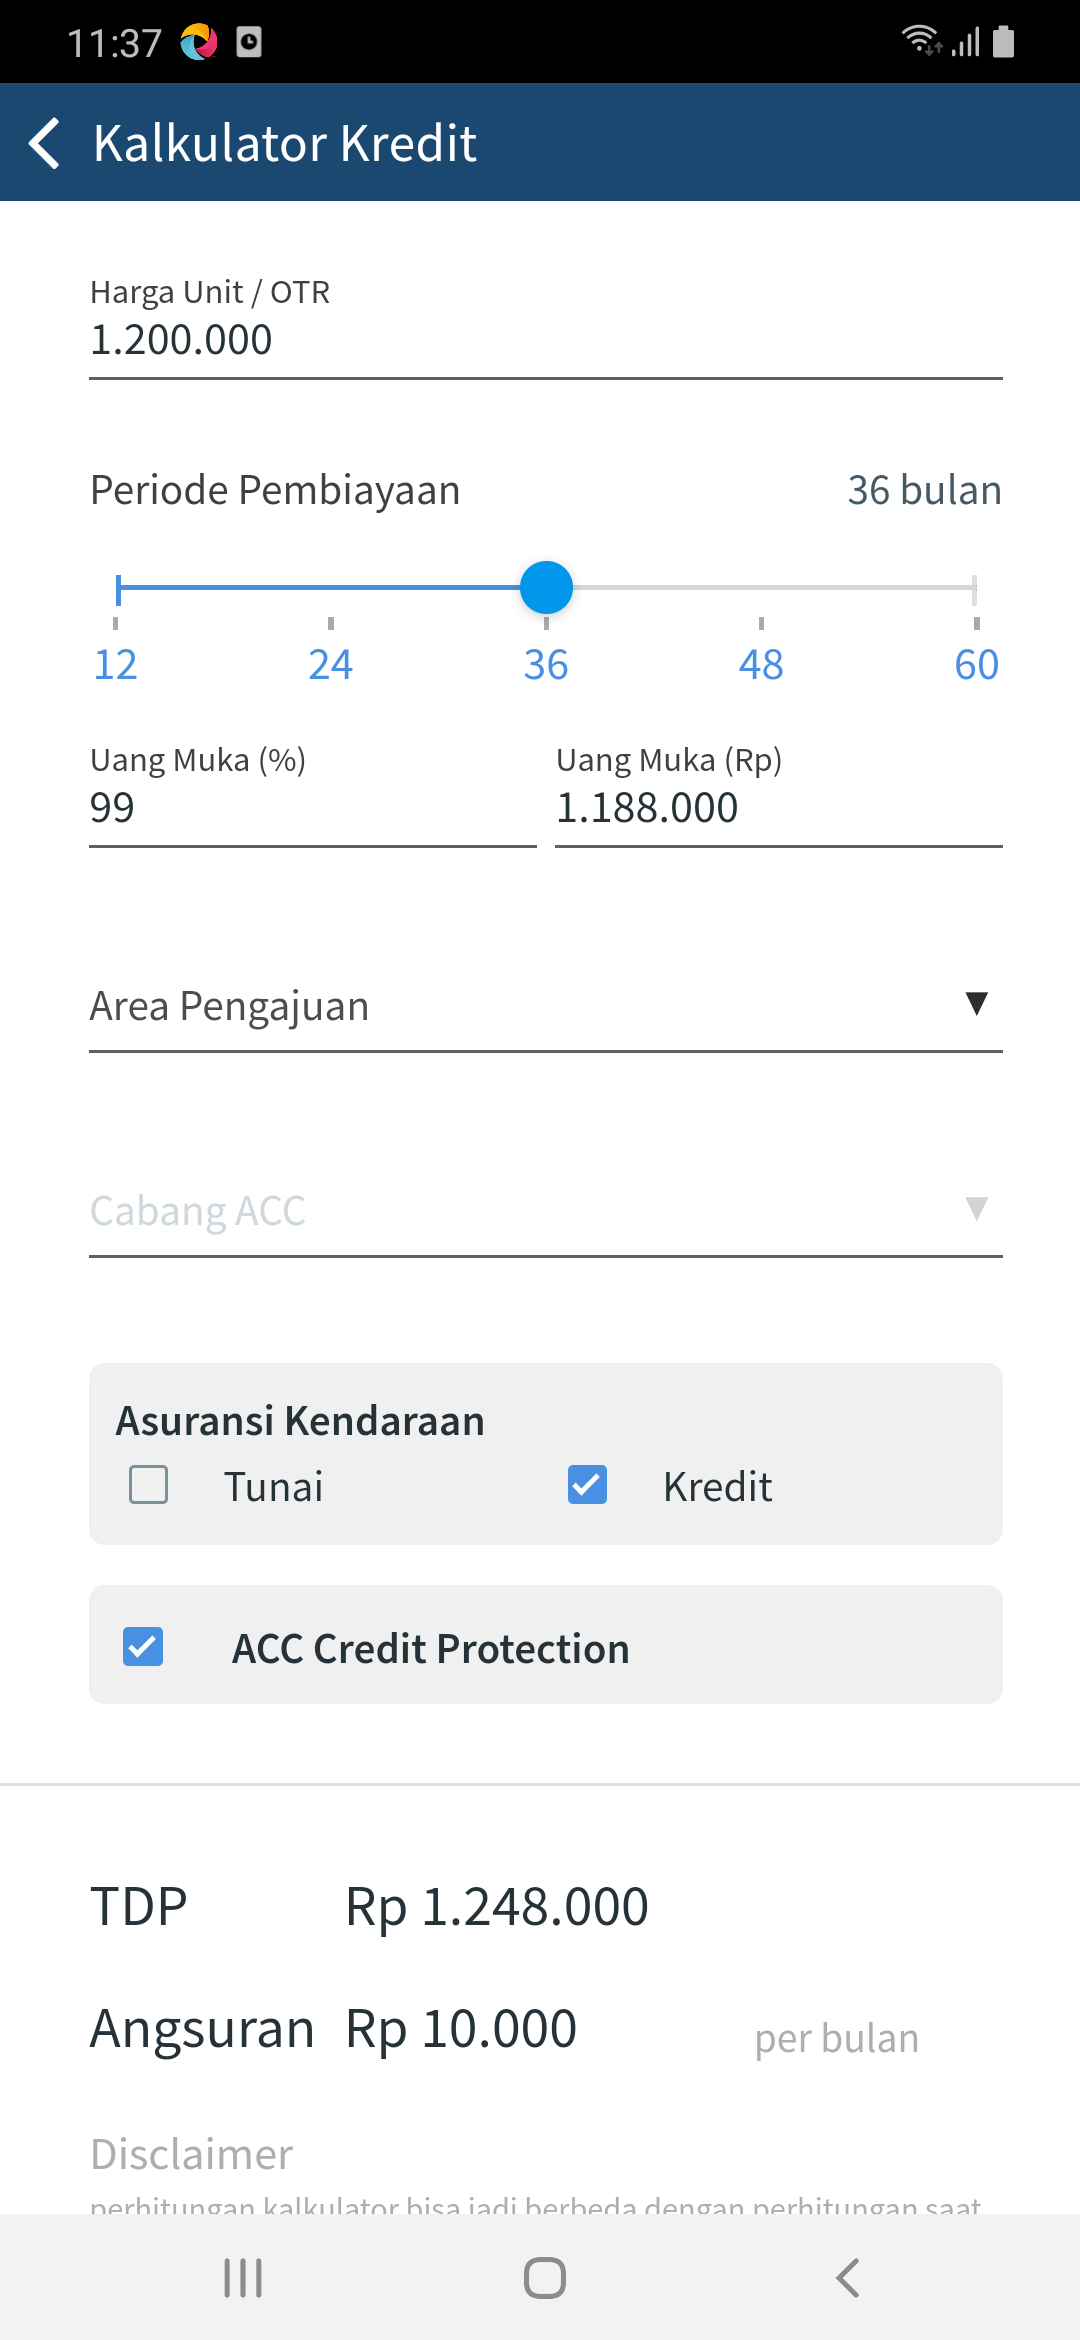 11:37
Kalkulator Kredit
Harga Unit / OTR
1.200.000
Periode Pembiayaan 36 bulan
12 24 36 48 60
Uang Muka (%) Uang Muka (Rp)
99 1.188.000
Area Pengajuan
Cabang ACC
Asuransi Kendaraan
Tunai Kredit
ACC Credit Protection
TDP Rp 1.248.000
Angsuran Rp 10.000 per bulan
Disclaimer
perhitungan kalkulator bisa jadi berbeda dengan perhitungan saat